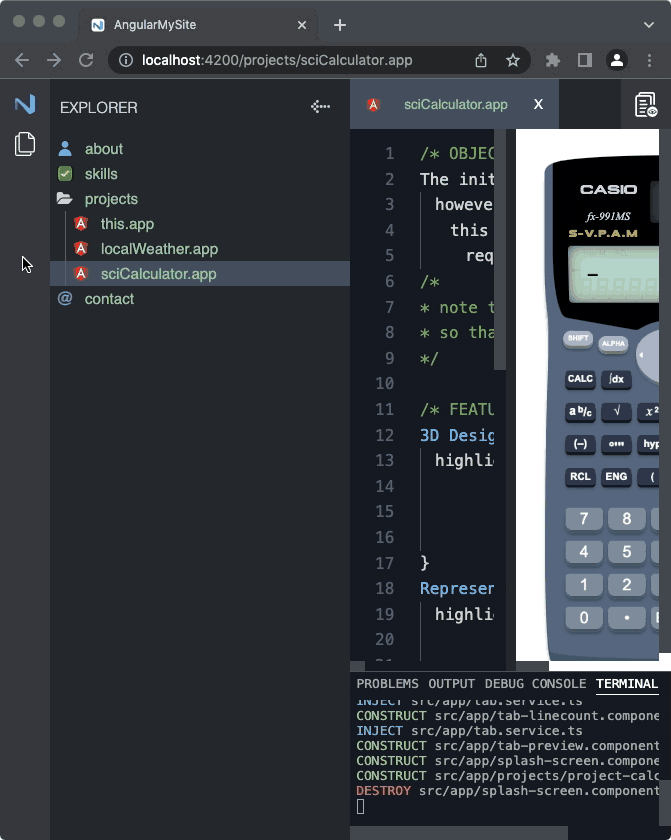 AngularMySite
localhost:4200/projects/sciCalculator.app
EXPLORER
about
skills
projects
this.app
localWeather.app
sciCalculator.app
@ contact
sciCalculator.app X
1 /* OBJEC
2 The init
3 howeve
4 this
5 req
6 /*
7 * note t
8 * so tha
9 */
10
11 /* FEATU
12 3D Desig
13 highli
14
15
16
17 }
18 Represen
19 highli
20
CASIO
fx-991MS
S-V.P.A.M
SHIFT ALPHA
CALC ∫dx
a b/c √ x²
(–) °''' hyp
RCL ENG (
7 8
4 5
1 2
0 •
PROBLEMS OUTPUT DEBUG CONSOLE TERMINAL
INJECT src/app/tab.service.ts
CONSTRUCT src/app/tab-linecount.compone
INJECT src/app/tab.service.ts
CONSTRUCT src/app/tab-preview.component
CONSTRUCT src/app/splash-screen.compone
CONSTRUCT src/app/projects/project-calc
DESTROY src/app/splash-screen.component